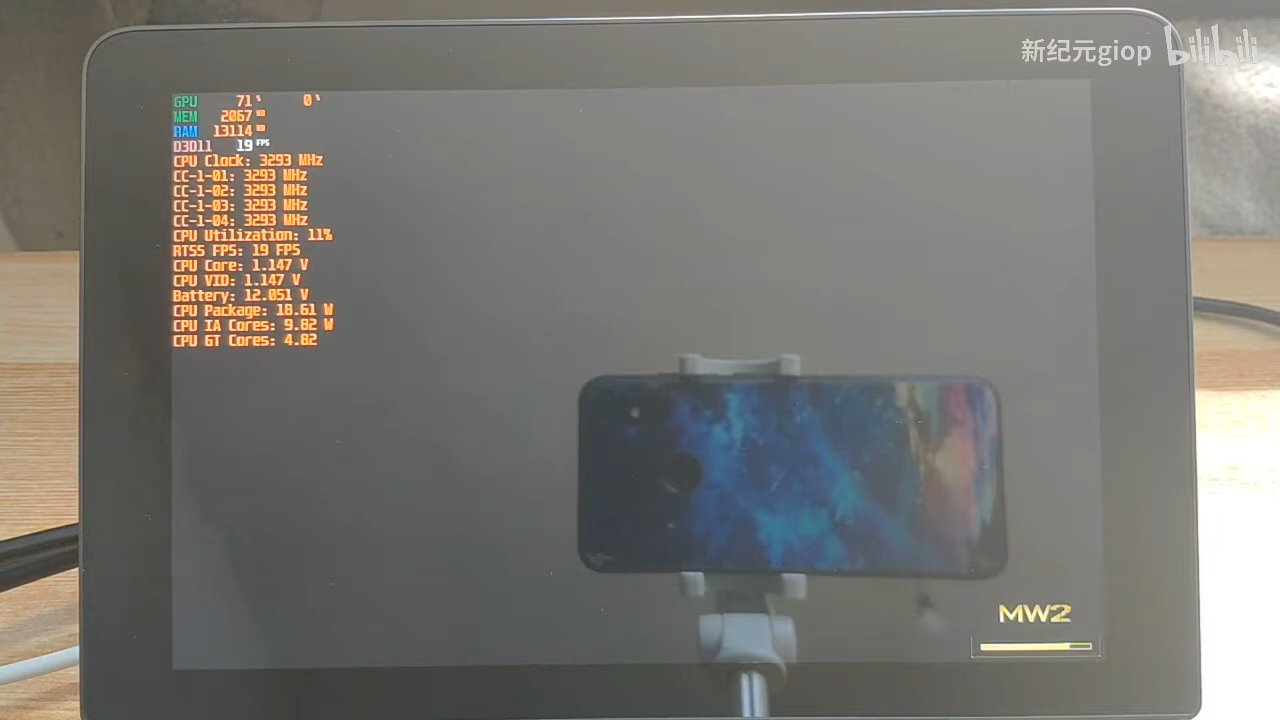 新纪元giop bilibili
GPU 71 % 0 %
MEM 2067 MB
RAM 13114 MB
D3D11 19 FPS
CPU Clock: 3293 MHz
CC-1-01: 3293 MHz
CC-1-02: 3293 MHz
CC-1-03: 3293 MHz
CC-1-04: 3293 MHz
CPU Utilization: 11%
RTSS FPS: 19 FPS
CPU Core: 1.147 V
CPU VID: 1.147 V
Battery: 12.051 V
CPU Package: 18.61 W
CPU IA Cores: 9.82 W
CPU GT Cores: 4.82
MW2